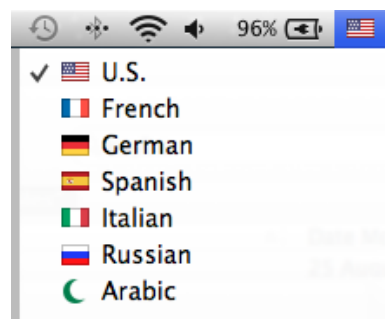 96%
U.S.
French
German
Spanish
Italian
Russian
Arabic